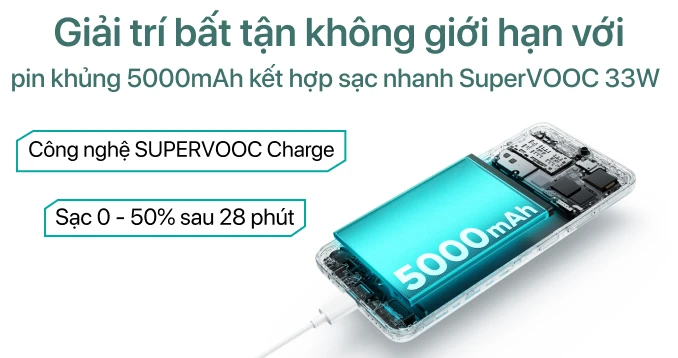 Giải trí bất tận không giới hạn với
pin khủng 5000mAh kết hợp sạc nhanh SuperVOOC 33W
Công nghệ SUPERVOOC Charge
Sạc 0 - 50% sau 28 phút
5000mAh